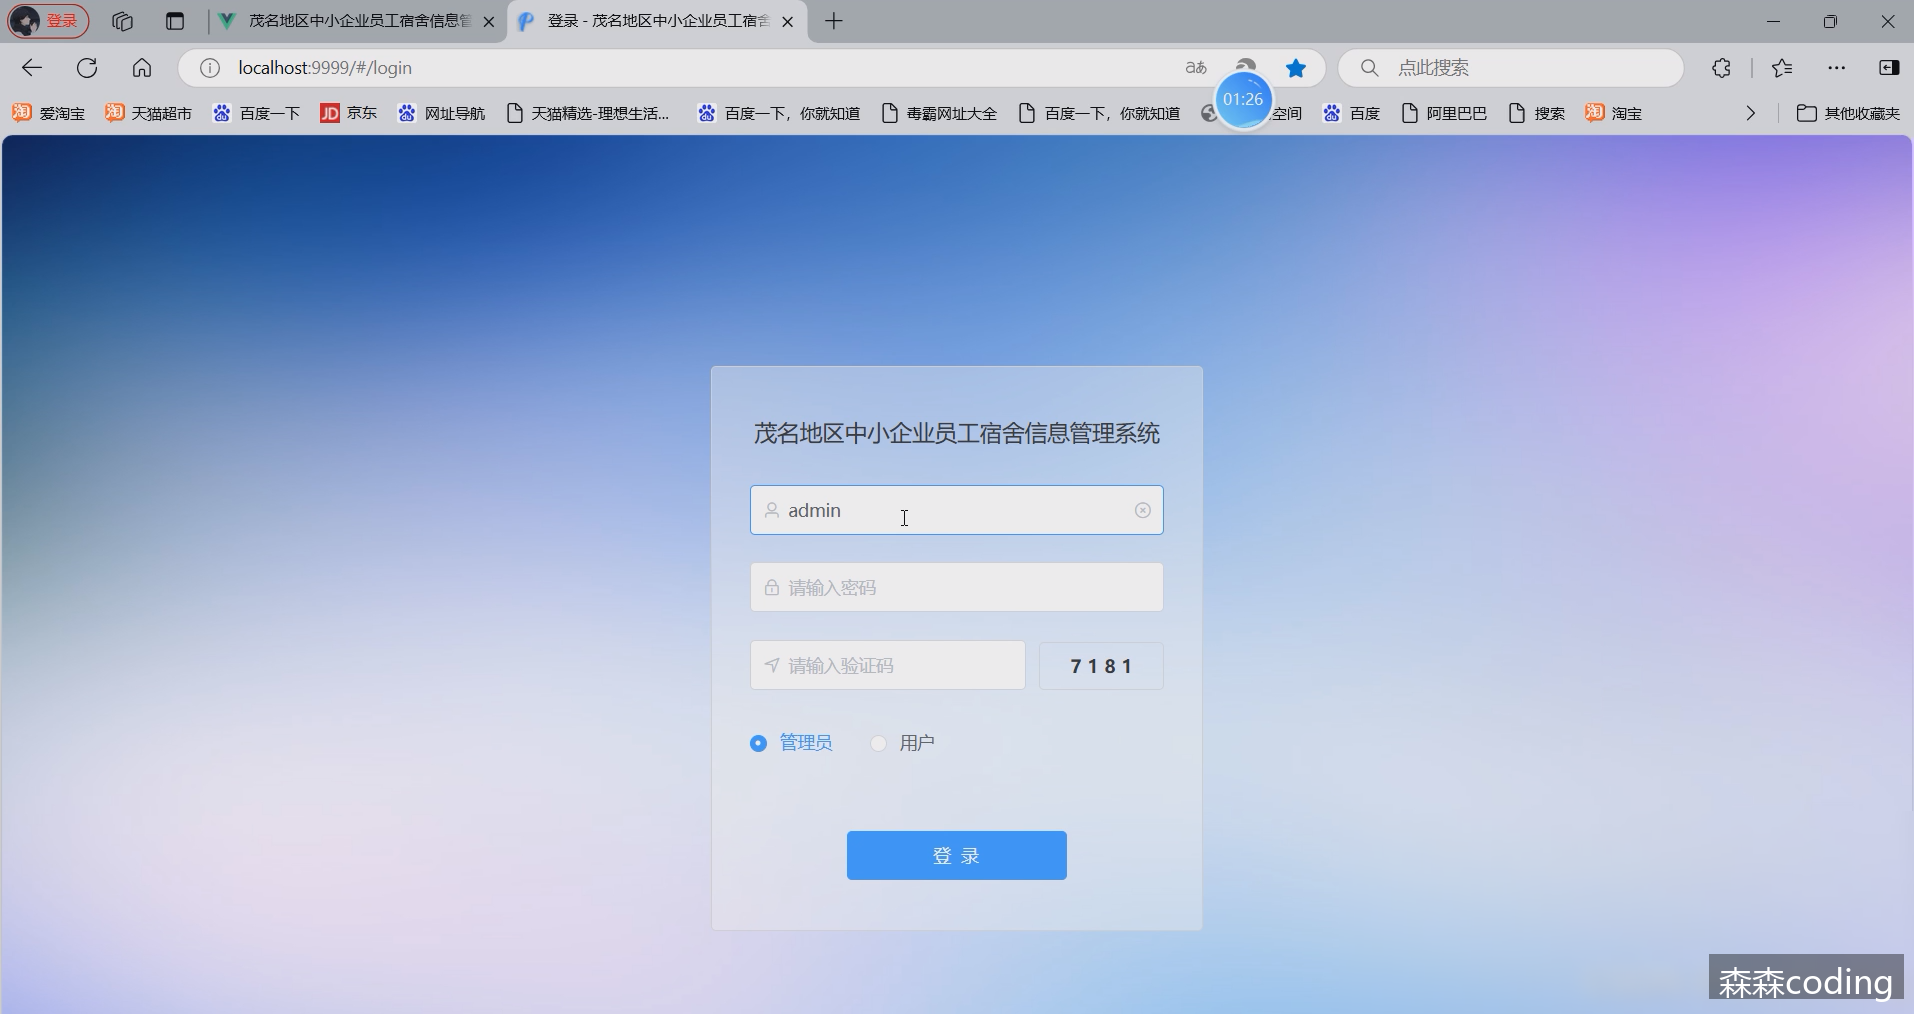 登录
茂名地区中小企业员工宿舍信息管
登录 - 茂名地区中小企业员工宿舍
localhost:9999/#/login
aあ
点此搜索
01:26
爱淘宝
天猫超市
百度一下
京东
网址导航
天猫精选-理想生活...
百度一下，你就知道
毒霸网址大全
百度一下，你就知道
空间
百度
阿里巴巴
搜索
淘宝
其他收藏夹
茂名地区中小企业员工宿舍信息管理系统
admin
请输入密码
请输入验证码
7181
管理员
用户
登 录
森森coding